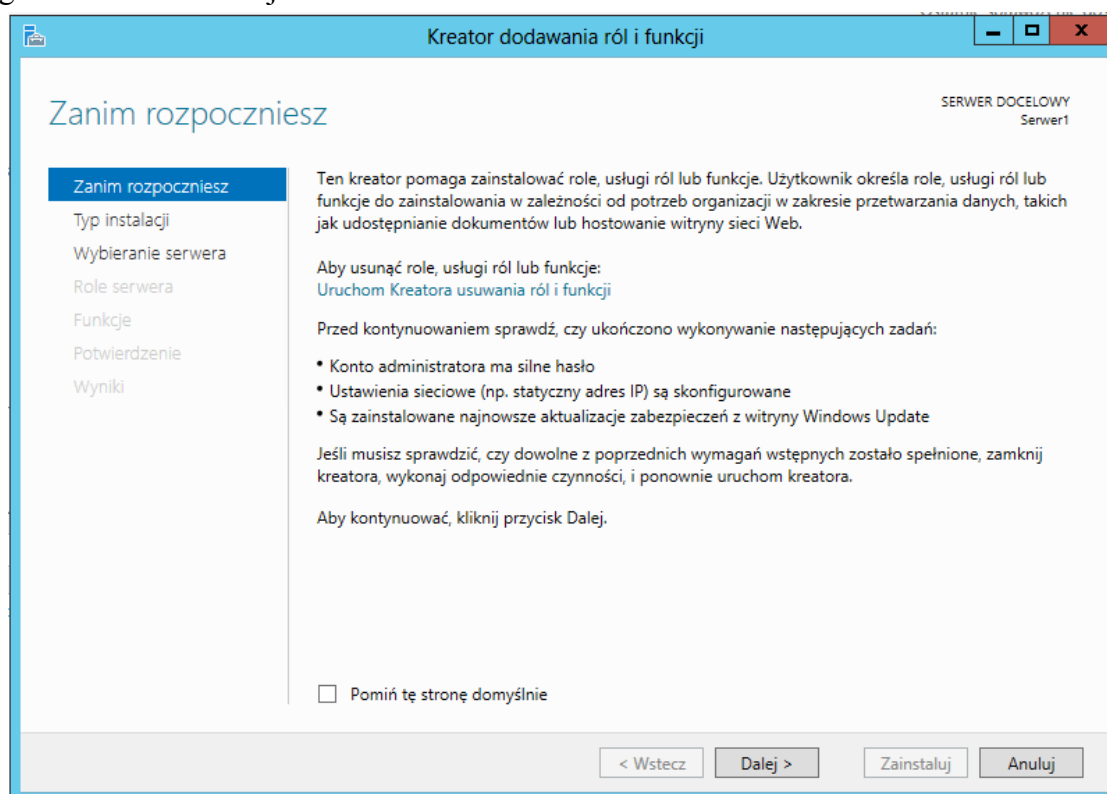 Kreator dodawania ról i funkcji
Zanim rozpoczniesz
SERWER DOCELOWY
Serwer1
Zanim rozpoczniesz
Typ instalacji
Wybieranie serwera
Role serwera
Funkcje
Potwierdzenie
Wyniki
Ten kreator pomaga zainstalować role, usługi ról lub funkcje. Użytkownik określa role, usługi ról lub
funkcje do zainstalowania w zależności od potrzeb organizacji w zakresie przetwarzania danych, takich
jak udostępnianie dokumentów lub hostowanie witryny sieci Web.
Aby usunąć role, usługi ról lub funkcje:
Uruchom Kreatora usuwania ról i funkcji
Przed kontynuowaniem sprawdź, czy ukończono wykonywanie następujących zadań:
• Konto administratora ma silne hasło
• Ustawienia sieciowe (np. statyczny adres IP) są skonfigurowane
• Są zainstalowane najnowsze aktualizacje zabezpieczeń z witryny Windows Update
Jeśli musisz sprawdzić, czy dowolne z poprzednich wymagań wstępnych zostało spełnione, zamknij
kreatora, wykonaj odpowiednie czynności, i ponownie uruchom kreatora.
Aby kontynuować, kliknij przycisk Dalej.
Pomiń tę stronę domyślnie
< Wstecz
Dalej >
Zainstaluj
Anuluj